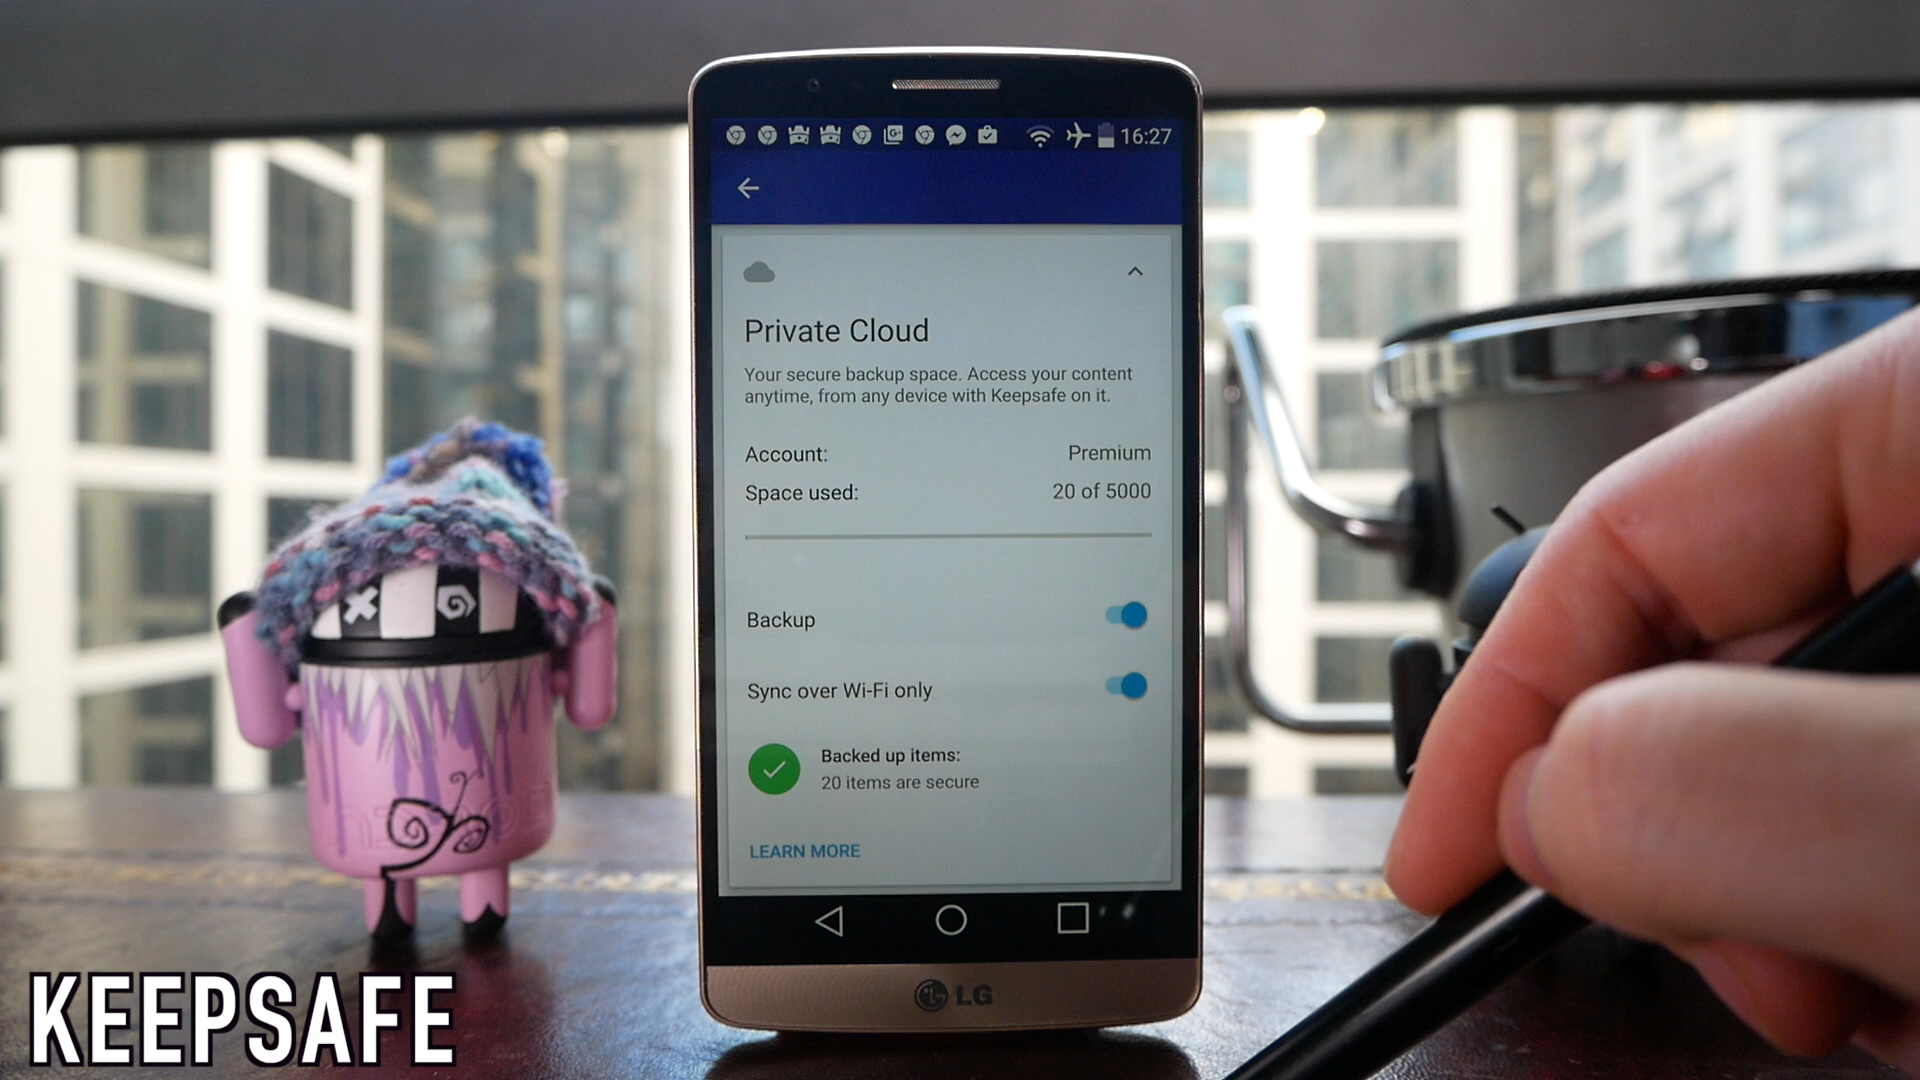 16:27
Private Cloud
Your secure backup space. Access your content
anytime, from any device with Keepsafe on it.
Account: Premium
Space used: 20 of 5000
Backup
Sync over Wi-Fi only
Backed up items:
20 items are secure
LEARN MORE
LG
KEEPSAFE